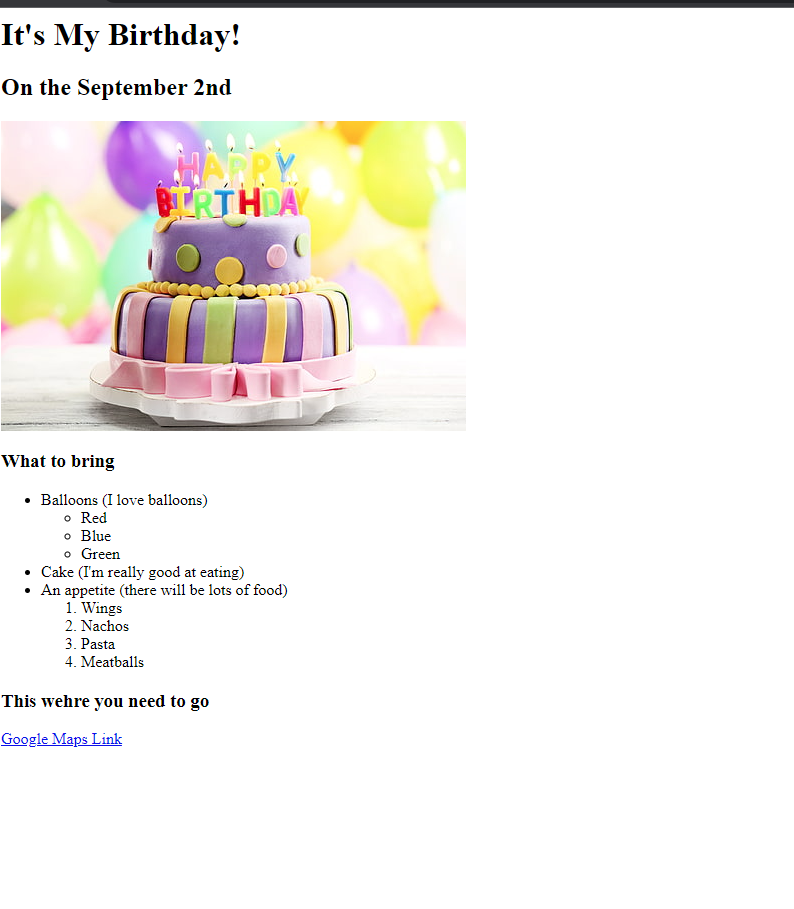 It's My Birthday!
On the September 2nd
HAPPY
BIRTHDAY
What to bring
Balloons (I love balloons)
Red
Blue
Green
Cake (I'm really good at eating)
An appetite (there will be lots of food)
1. Wings
2. Nachos
3. Pasta
4. Meatballs
This wehre you need to go
Google Maps Link